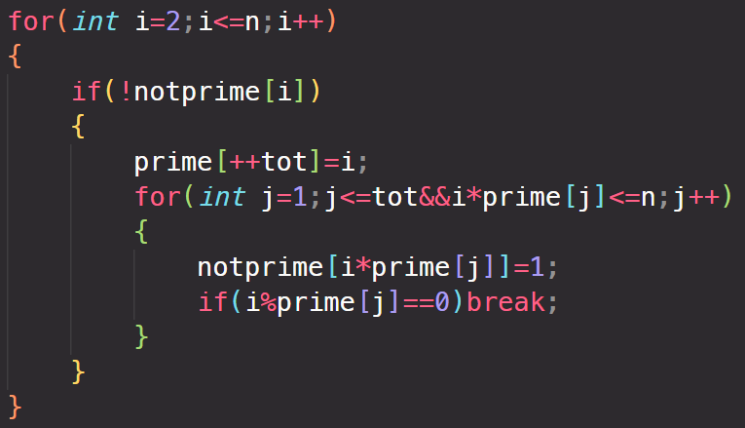 for(int i=2;i<=n;i++)
{
    if(!notprime[i])
    {
        prime[++tot]=i;
        for(int j=1;j<=tot&&i*prime[j]<=n;j++)
        {
            notprime[i*prime[j]]=1;
            if(i%prime[j]==0)break;
        }
    }
}